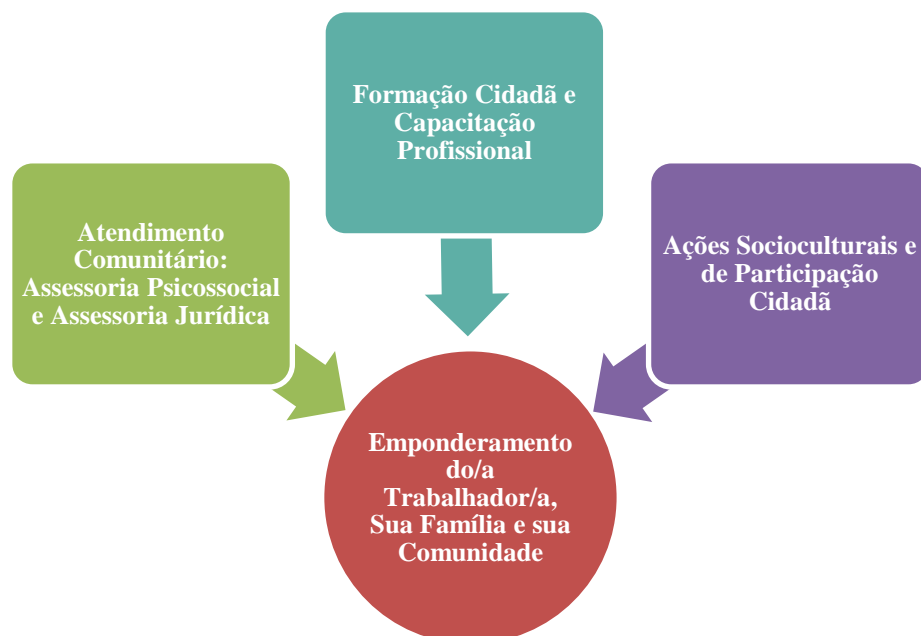 Formação Cidadã e
Capacitação
Profissional
Atendimento
Comunitário:
Assessoria Psicossocial
e Assessoria Jurídica
Ações Socioculturais e
de Participação
Cidadã
Emponderamento
do/a
Trabalhador/a,
Sua Família e sua
Comunidade